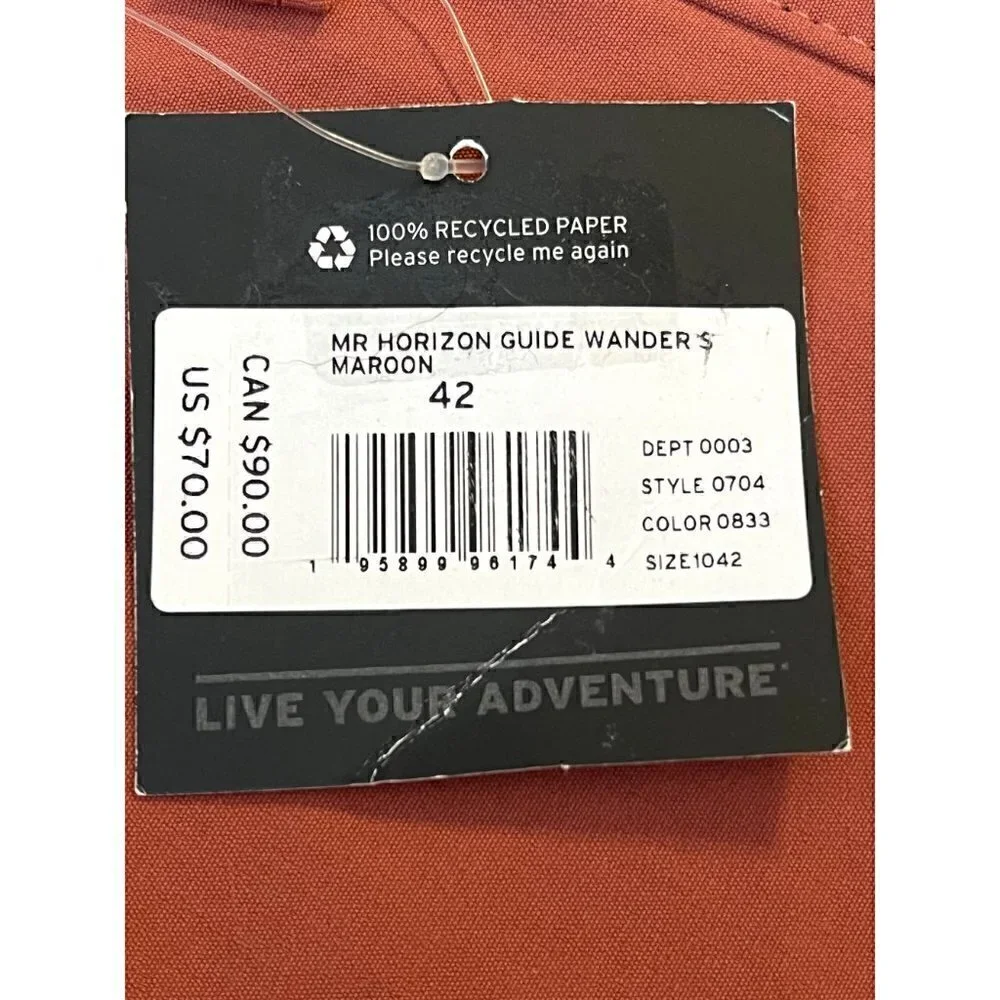 100% RECYCLED PAPER
Please recycle me again
US $70.00
CAN $90.00
MR HORIZON GUIDE WANDER S
MAROON
42
DEPT 0003
STYLE 0704
COLOR 0833
SIZE1042
1 95899 96174 4
LIVE YOUR ADVENTURE